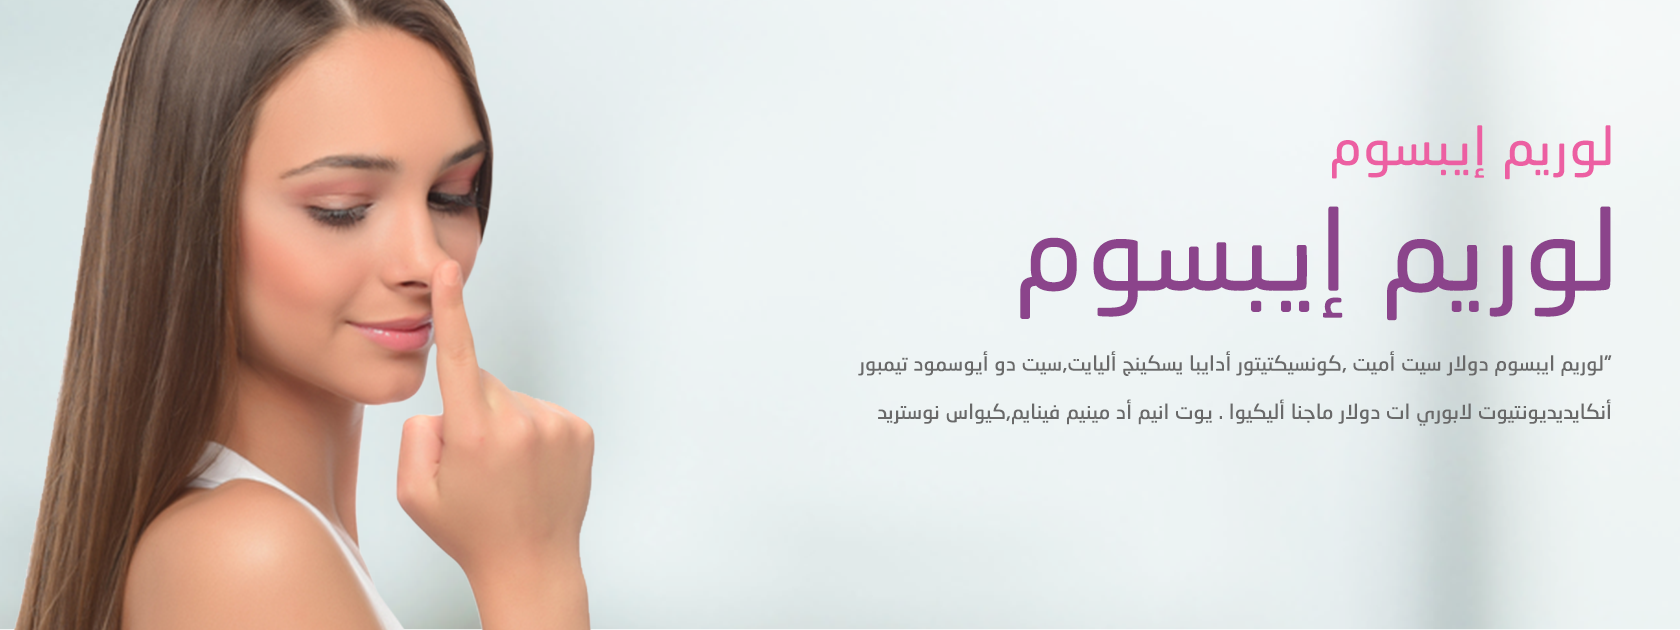 لوريم إيبسوم
لوريم إيبسوم
"لوريم ايبسوم دولار سيت أميت ,كونسيكتيتور أدايبا يسكينج أليايت,سيت دو أيوسمود تيمبور
أنكايديديونتيوت لابوري ات دولار ماجنا أليكيوا . يوت انيم أد مينيم فينايم,كيواس نوستريد